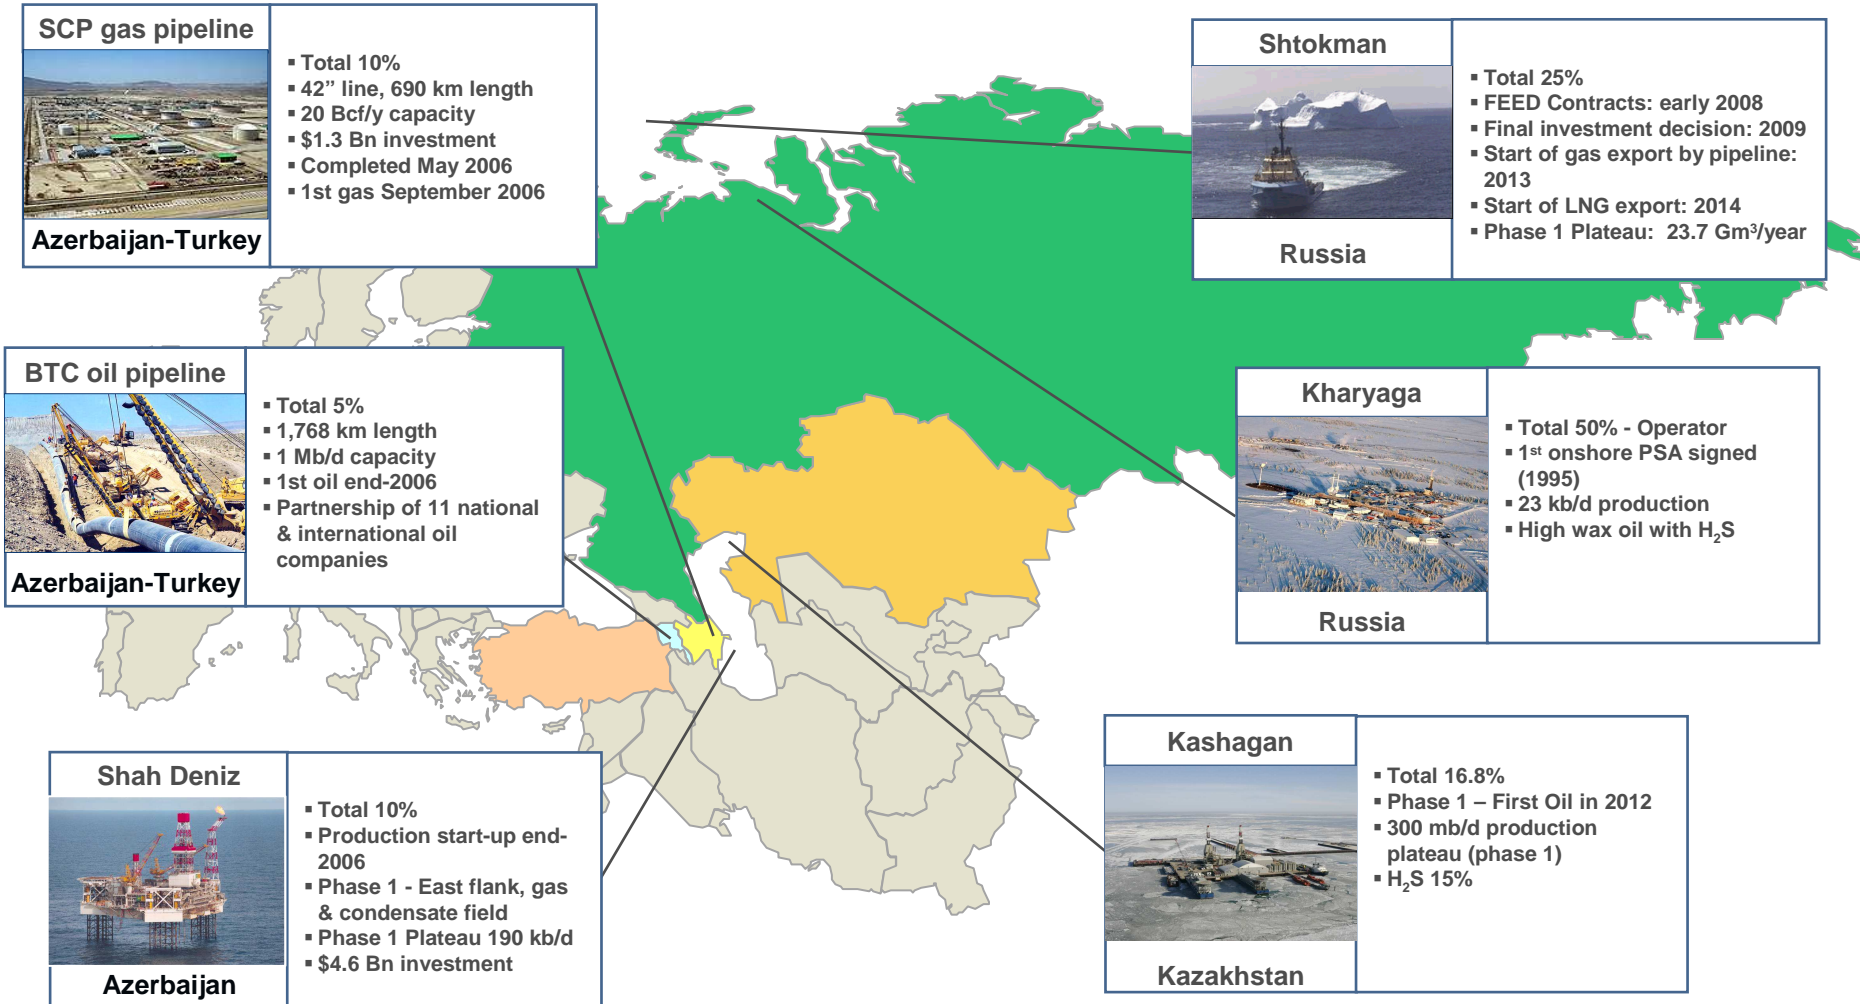 SCP gas pipeline
Azerbaijan-Turkey
▪ Total 10%
▪ 42” line, 690 km length
▪ 20 Bcf/y capacity
▪ $1.3 Bn investment
▪ Completed May 2006
▪ 1st gas September 2006
Shtokman
Russia
▪ Total 25%
▪ FEED Contracts: early 2008
▪ Final investment decision: 2009
▪ Start of gas export by pipeline:
2013
▪ Start of LNG export: 2014
▪ Phase 1 Plateau: 23.7 Gm³/year
BTC oil pipeline
Azerbaijan-Turkey
▪ Total 5%
▪ 1,768 km length
▪ 1 Mb/d capacity
▪ 1st oil end-2006
▪ Partnership of 11 national
& international oil
companies
Kharyaga
Russia
▪ Total 50% - Operator
▪ 1st onshore PSA signed
(1995)
▪ 23 kb/d production
▪ High wax oil with H₂S
Shah Deniz
Azerbaijan
▪ Total 10%
▪ Production start-up end-
2006
▪ Phase 1 - East flank, gas
& condensate field
▪ Phase 1 Plateau 190 kb/d
▪ $4.6 Bn investment
Kashagan
Kazakhstan
▪ Total 16.8%
▪ Phase 1 – First Oil in 2012
▪ 300 mb/d production
plateau (phase 1)
▪ H₂S 15%